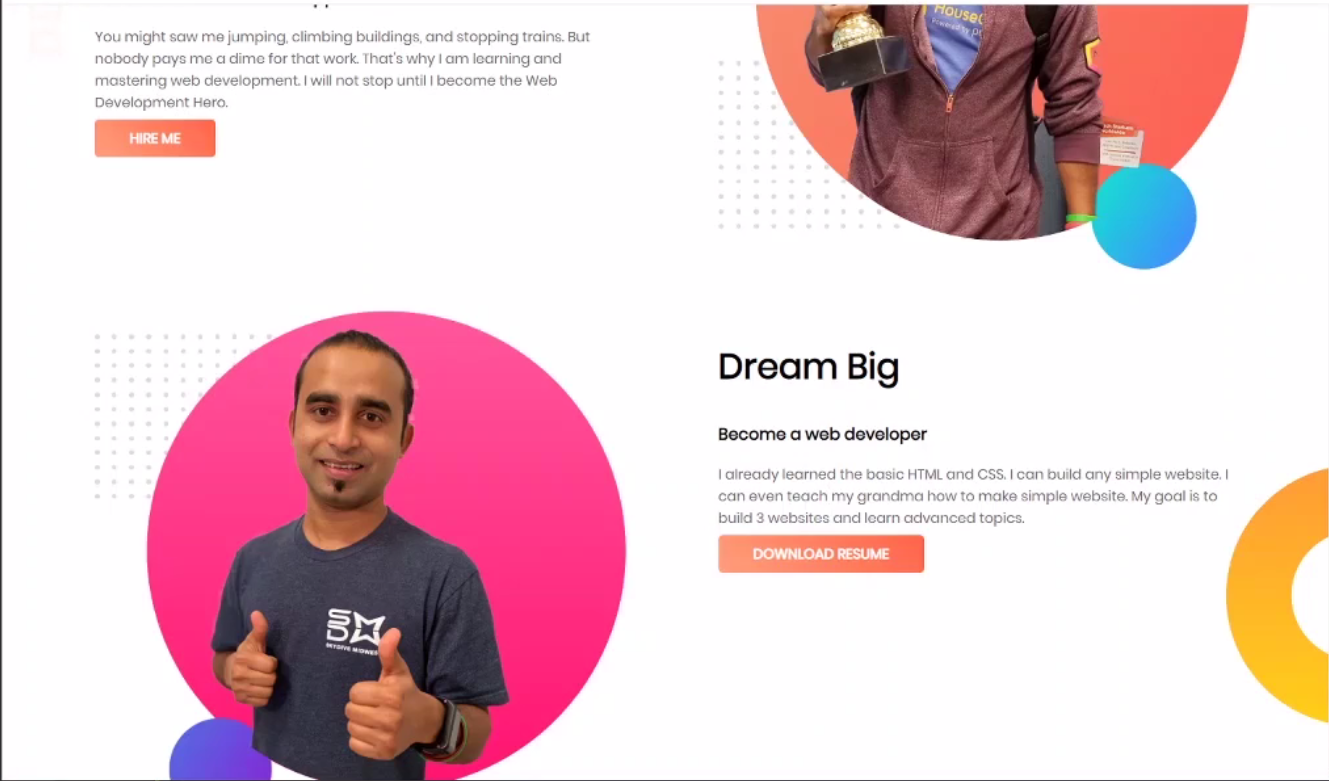 You might saw me jumping, climbing buildings, and stopping trains. But
nobody pays me a dime for that work. That's why I am learning and
mastering web development. I will not stop until I become the Web
Development Hero.
HIRE ME
House
Powered by
Dream Big
Become a web developer
I already learned the basic HTML and CSS. I can build any simple website. I
can even teach my grandma how to make simple website. My goal is to
build 3 websites and learn advanced topics.
DOWNLOAD RESUME
SD